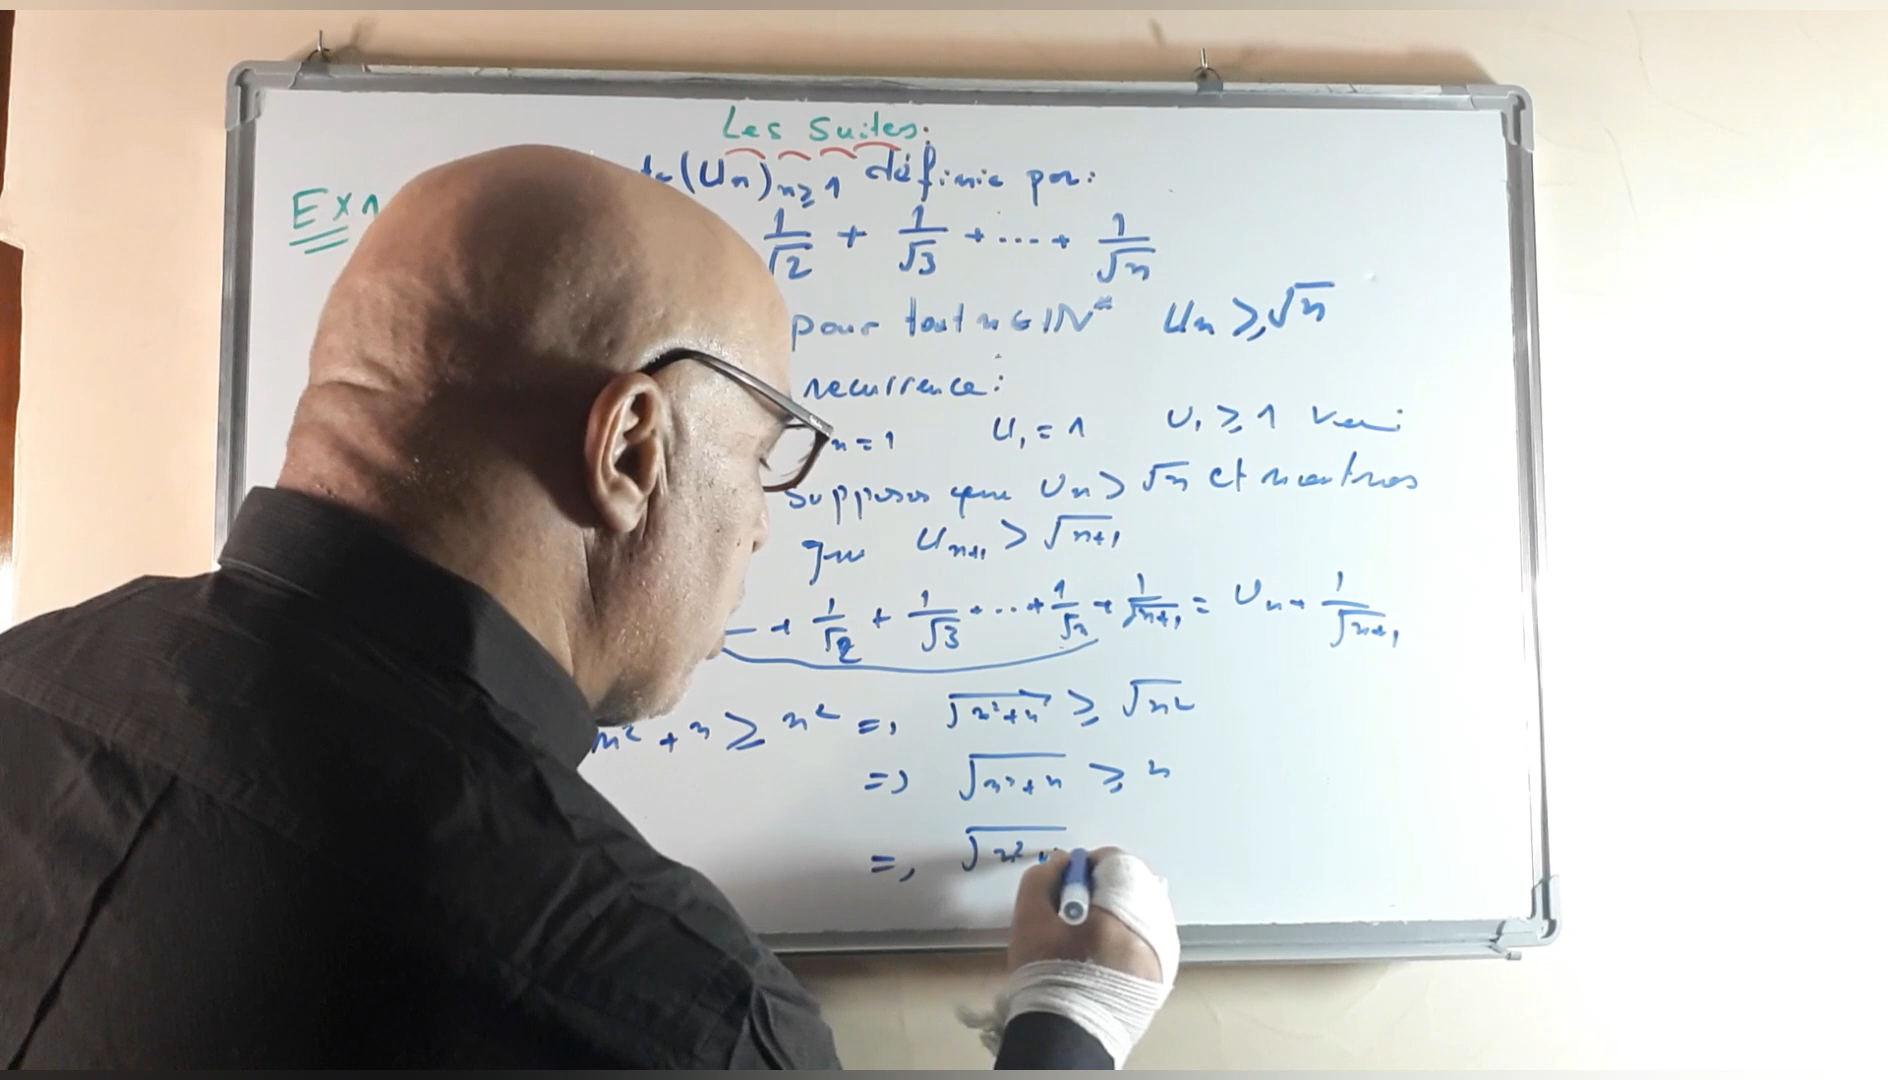 Les Suites:
Ex1
(Un)n≥1 définie par:
1/√2 + 1/√3 + ... + 1/√n
pour tout n ∈ IN* Un ≥ √n
recurrence:
n = 1 U1 = 1 U1 ≥ 1 vrai
supposons que Un > √n et montrons
que Un+1 > √n+1
+ 1/√2 + 1/√3 + ... + 1/√n + 1/√n+1 = Un + 1/√n+1
n² + n ≥ n² => √n²+n ≥ √n²
=> √n²+n ≥ n
=> √n² +